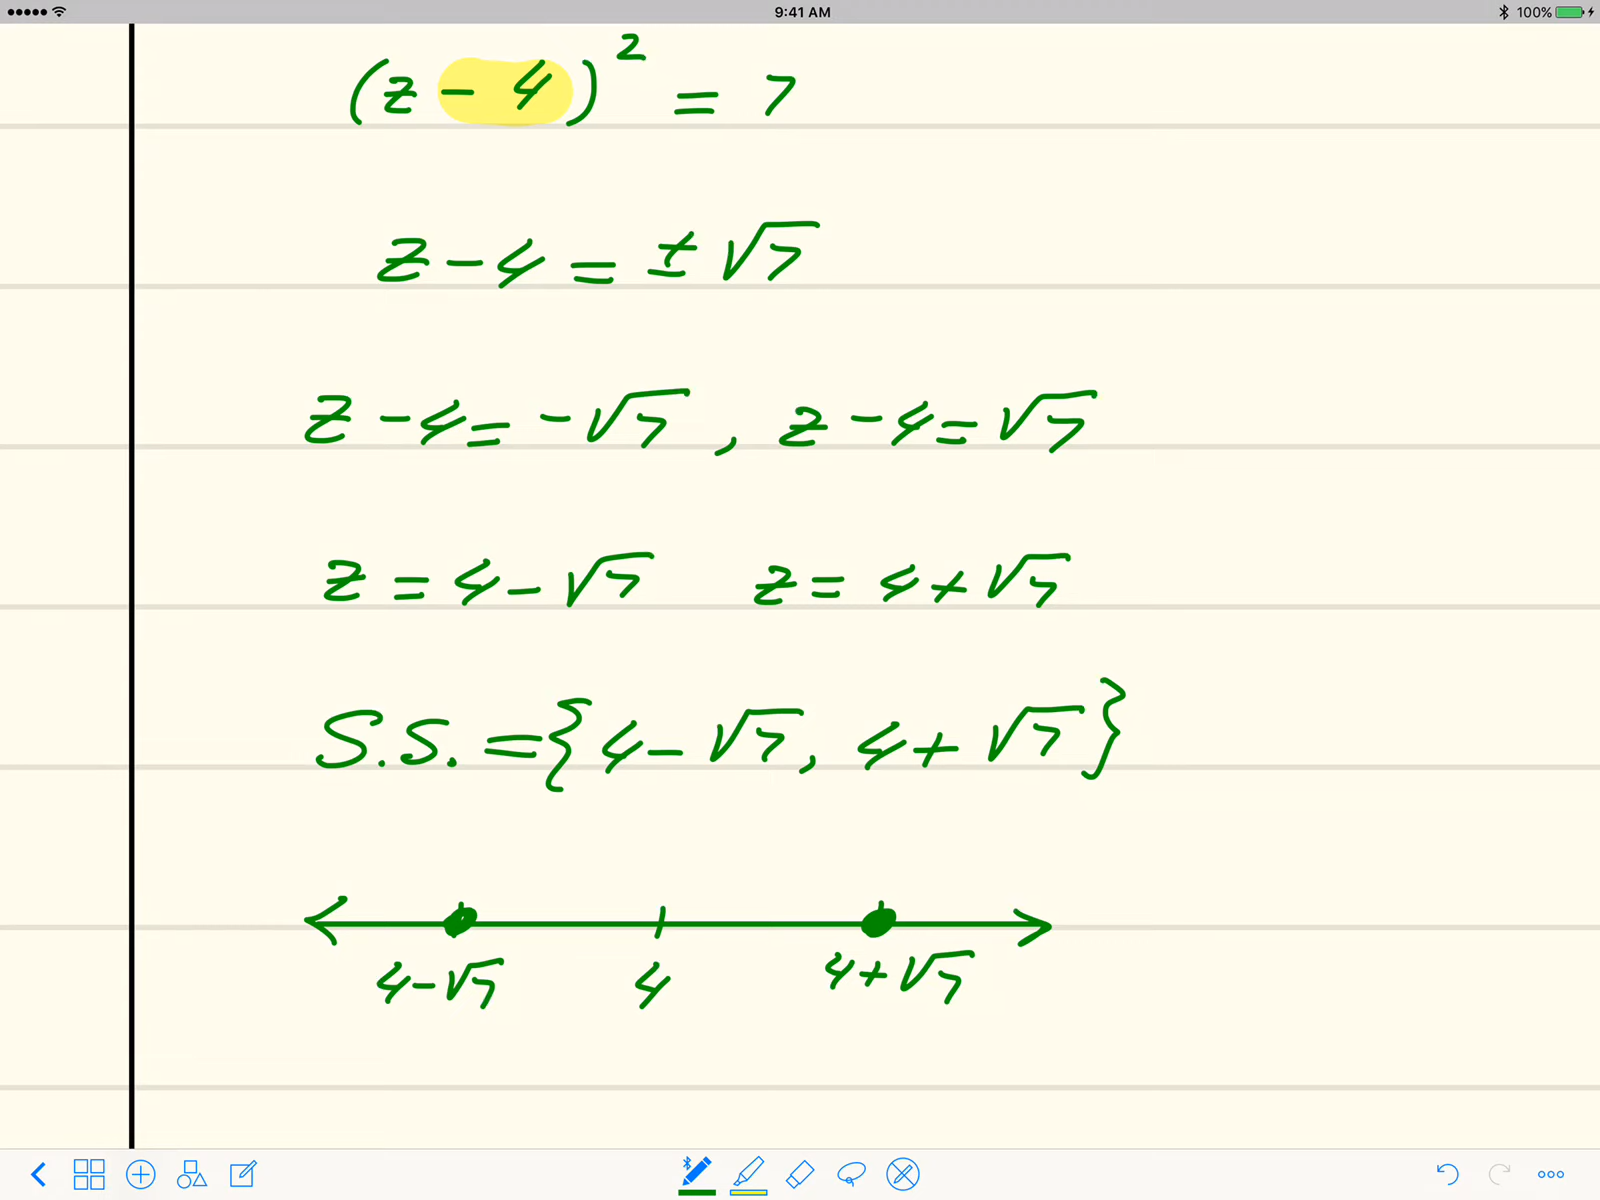 9:41 AM 100%
(z - 4)² = 7
z - 4 = ± √7
z - 4 = - √7 , z - 4 = √7
z = 4 - √7 z = 4 + √7
S.S. = {4 - √7, 4 + √7}
4 - √7 4 4 + √7